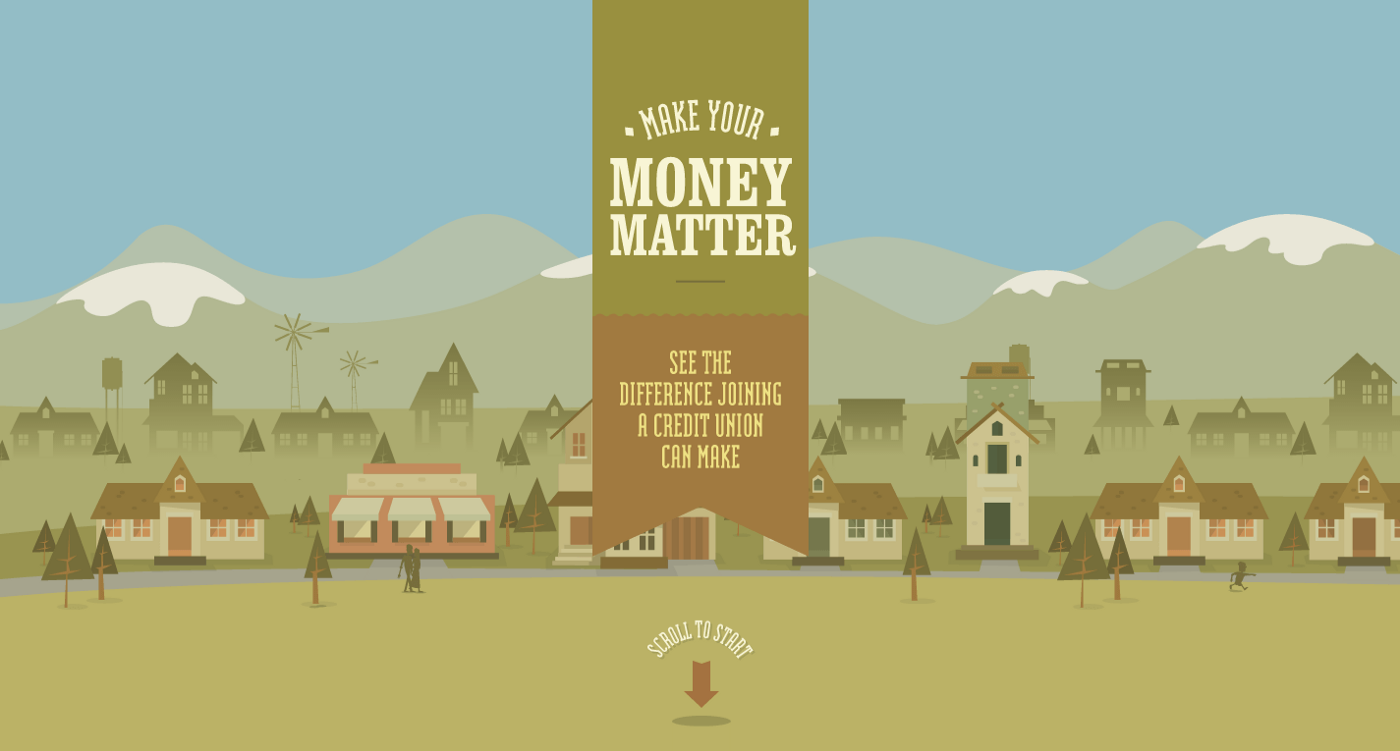 MAKE YOUR
MONEY
MATTER
SEE THE
DIFFERENCE JOINING
A CREDIT UNION
CAN MAKE
SCROLL TO START